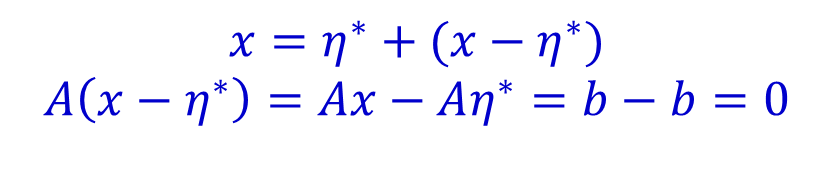 x = η* + (x − η*)
A(x − η*) = Ax − Aη* = b − b = 0